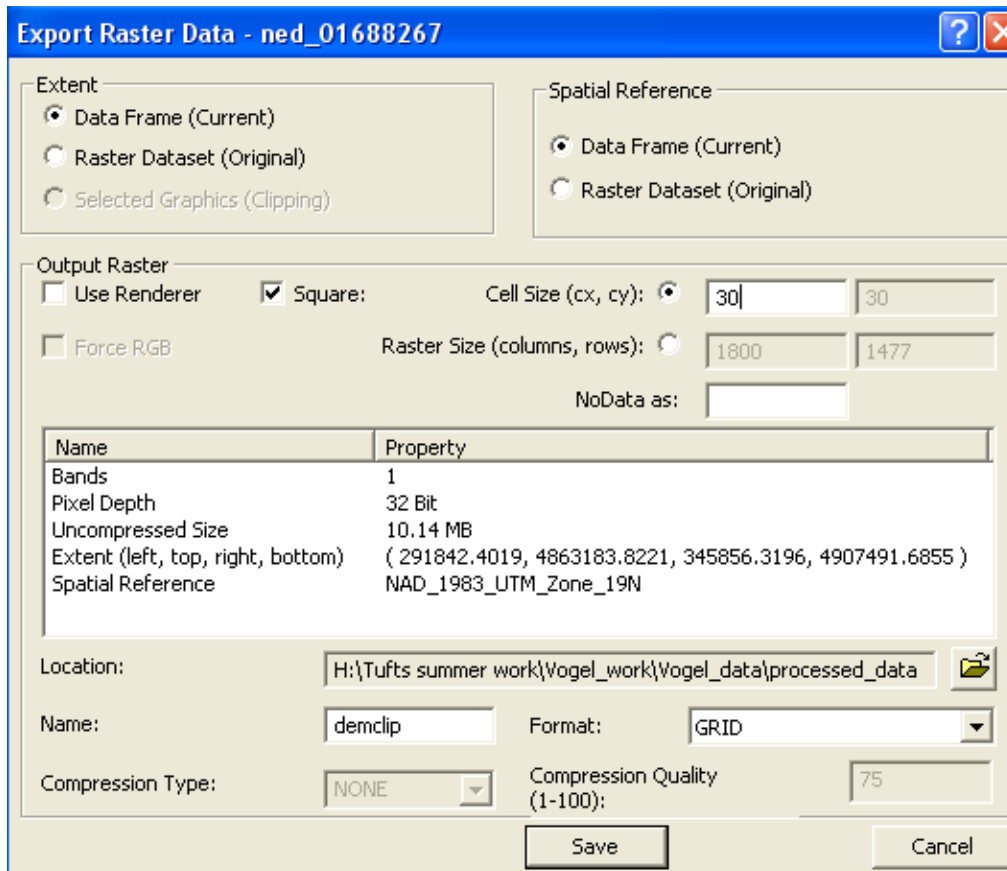 Export Raster Data - ned_01688267
Extent
Data Frame (Current)
Raster Dataset (Original)
Selected Graphics (Clipping)
Spatial Reference
Data Frame (Current)
Raster Dataset (Original)
Output Raster
Use Renderer Square: Cell Size (cx, cy): 30 30
Force RGB Raster Size (columns, rows): 1800 1477
NoData as:
Name Property
Bands 1
Pixel Depth 32 Bit
Uncompressed Size 10.14 MB
Extent (left, top, right, bottom) ( 291842.4019, 4863183.8221, 345856.3196, 4907491.6855 )
Spatial Reference NAD_1983_UTM_Zone_19N
Location: H:\Tufts summer work\Vogel_work\Vogel_data\processed_data
Name: demclip Format: GRID
Compression Type: NONE Compression Quality (1-100): 75
Save Cancel